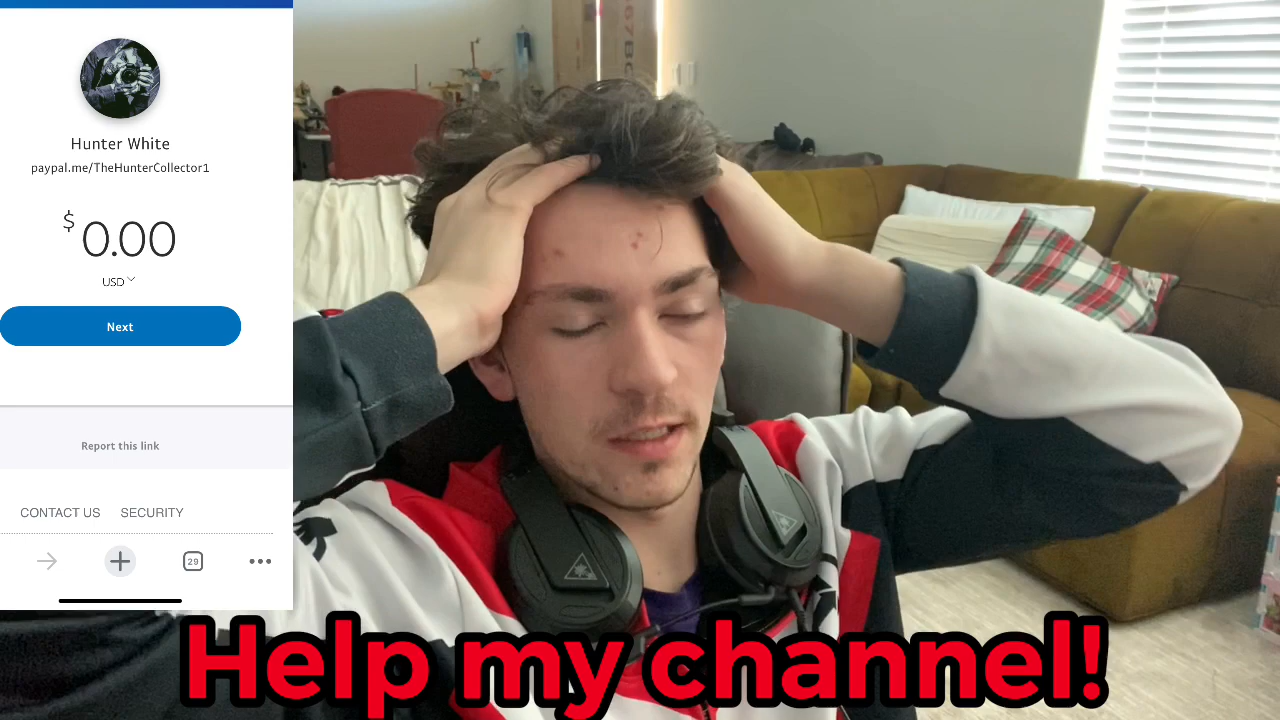 Hunter White
paypal.me/TheHunterCollector1
$ 0.00
USD
Next
Report this link
CONTACT US SECURITY
29
Help my channel!